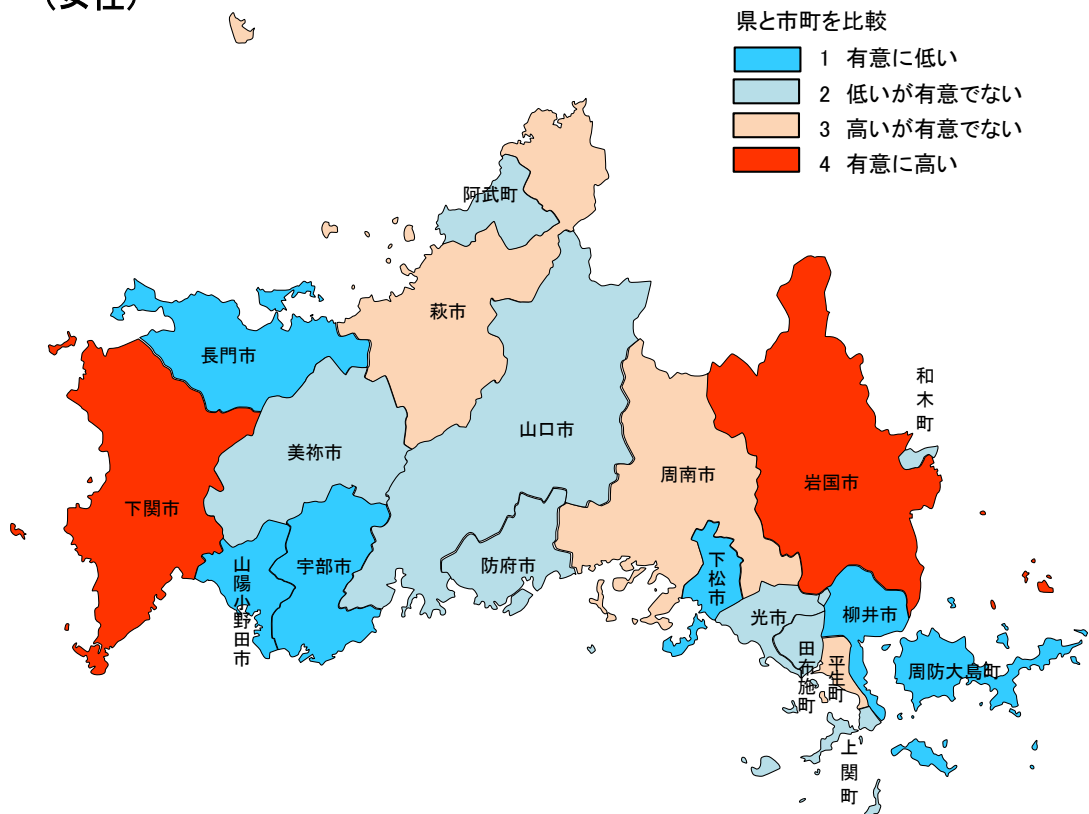 （女性）
県と市町を比較
1 有意に低い
2 低いが有意でない
3 高いが有意でない
4 有意に高い
阿武町
萩市
長門市
和木町
山口市
美祢市
周南市
岩国市
下関市
山陽小野田市
宇部市
防府市
下松市
光市
柳井市
田布施町
平生町
周防大島町
上関町